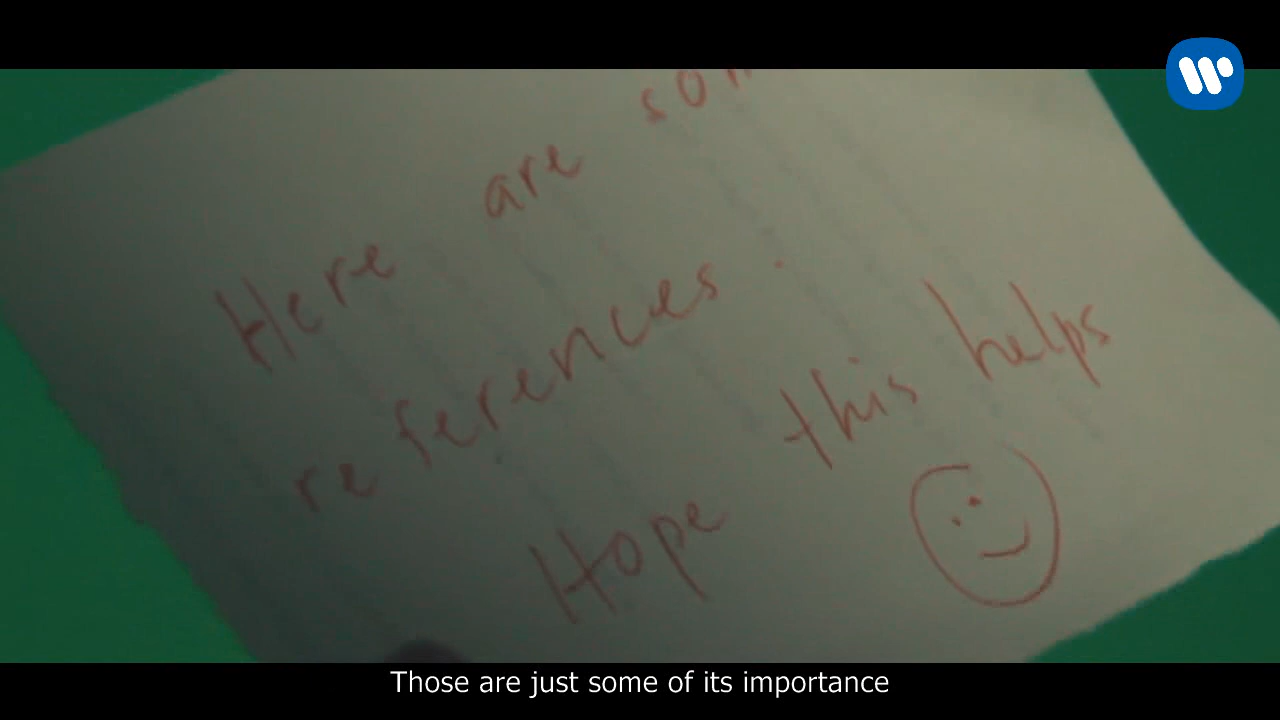 Here are
references.
Hope this helps
Those are just some of its importance